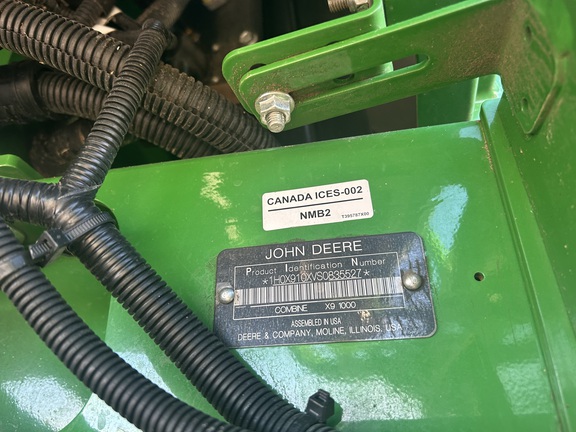 CANADA ICES-002
NMB2
JOHN DEERE
Product Identification Number
*1H0X910XVS0835527*
COMBINE X9 1000
ASSEMBLED IN USA
DEERE & COMPANY, MOLINE, ILLINOIS, USA